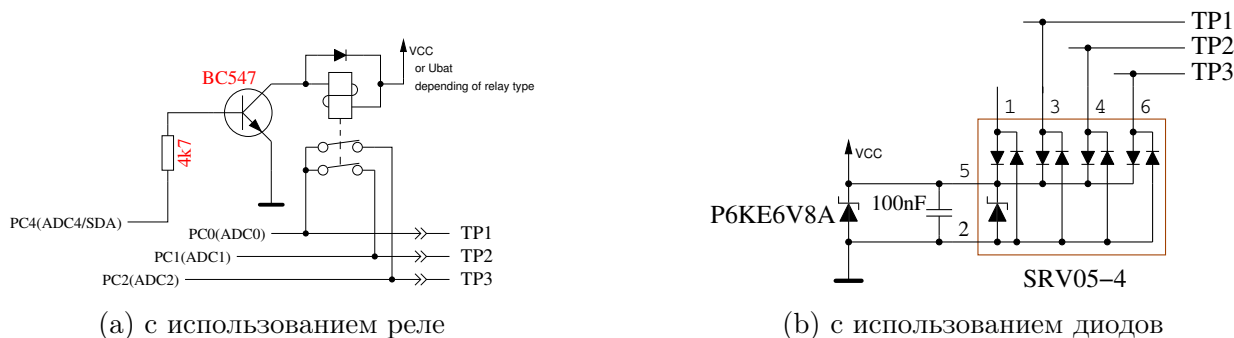 BC547
VCC
or Ubat
depending of relay type
4k7
PC4(ADC4/SDA)
PC0(ADC0)
TP1
PC1(ADC1)
TP2
PC2(ADC2)
TP3
(a) с использованием реле
TP1
TP2
TP3
1
3
4
6
VCC
5
P6KE6V8A
100nF
2
SRV05−4
(b) с использованием диодов